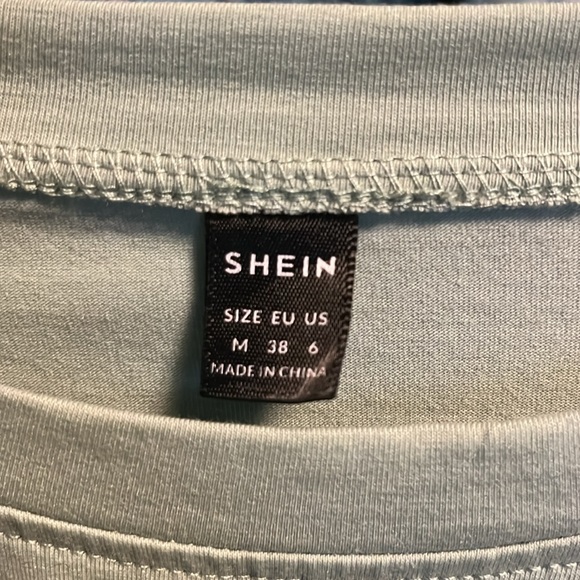 SHEIN
SIZE EU US
M 38 6
MADE IN CHINA